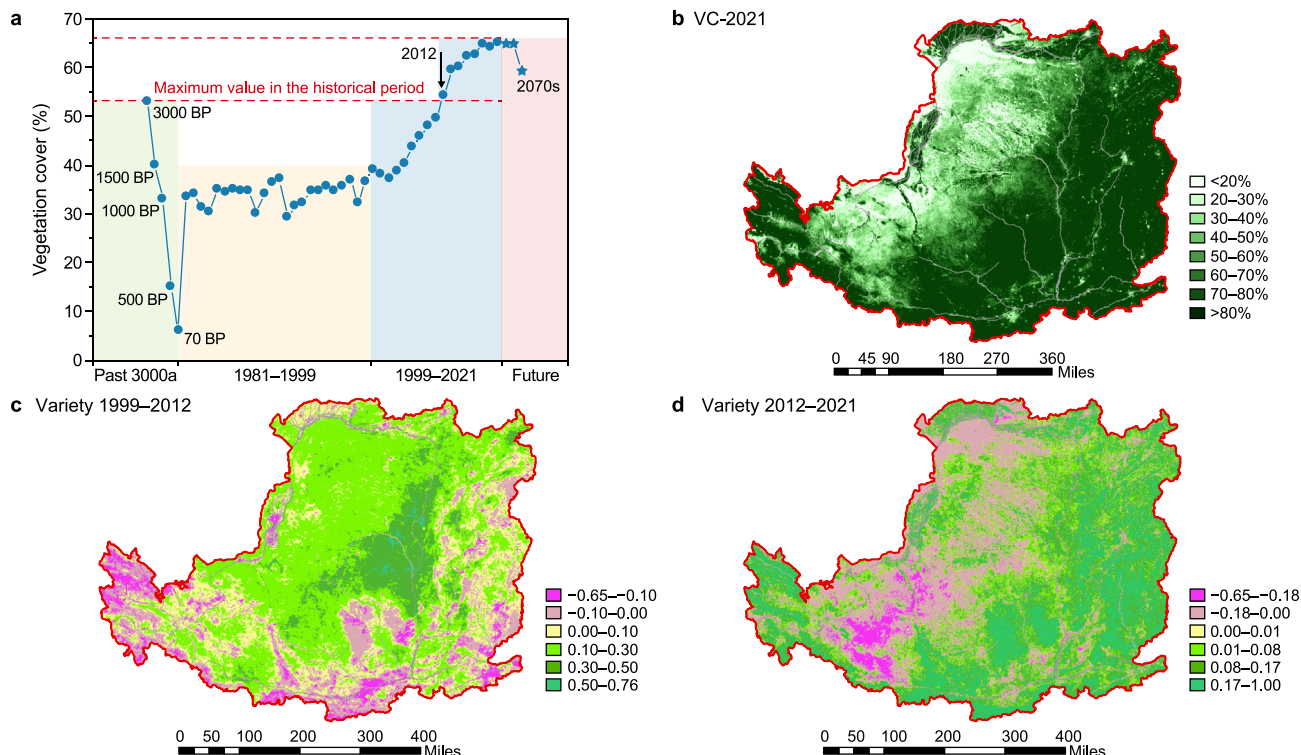 a
Vegetation cover (%)
70
60
50
40
30
20
10
0
2012
Maximum value in the historical period
3000 BP
1500 BP
1000 BP
500 BP
70 BP
2070s
Past 3000a 1981–1999 1999–2021 Future
b VC-2021
<20%
20–30%
30–40%
40–50%
50–60%
60–70%
70–80%
>80%
0 45 90 180 270 360
Miles
c Variety 1999–2012
−0.65–−0.10
−0.10–0.00
0.00–0.10
0.10–0.30
0.30–0.50
0.50–0.76
0 50 100 200 300 400
Miles
d Variety 2012–2021
−0.65–−0.18
−0.18–0.00
0.00–0.01
0.01–0.08
0.08–0.17
0.17–1.00
0 50 100 200 300 400
Miles